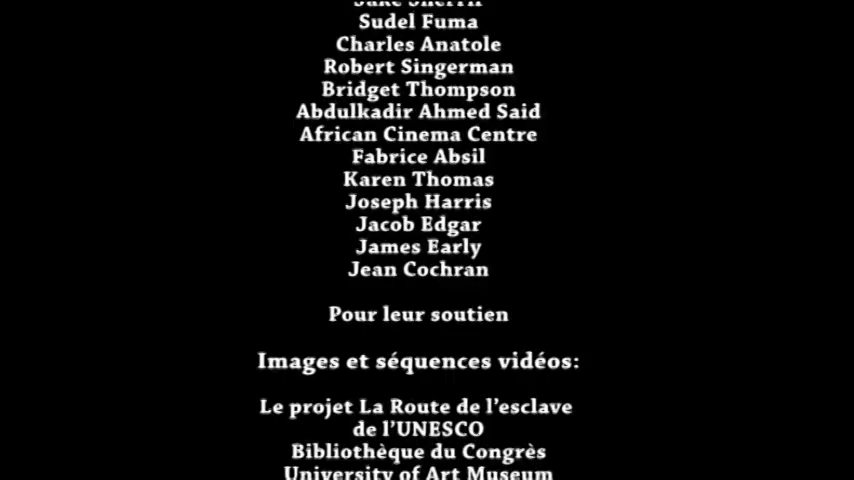 Sudel Fuma
Charles Anatole
Robert Singerman
Bridget Thompson
Abdulkadir Ahmed Said
African Cinema Centre
Fabrice Absil
Karen Thomas
Joseph Harris
Jacob Edgar
James Early
Jean Cochran
Pour leur soutien
Images et séquences vidéos:
Le projet La Route de l’esclave
de l’UNESCO
Bibliothèque du Congrès
University of Art Museum